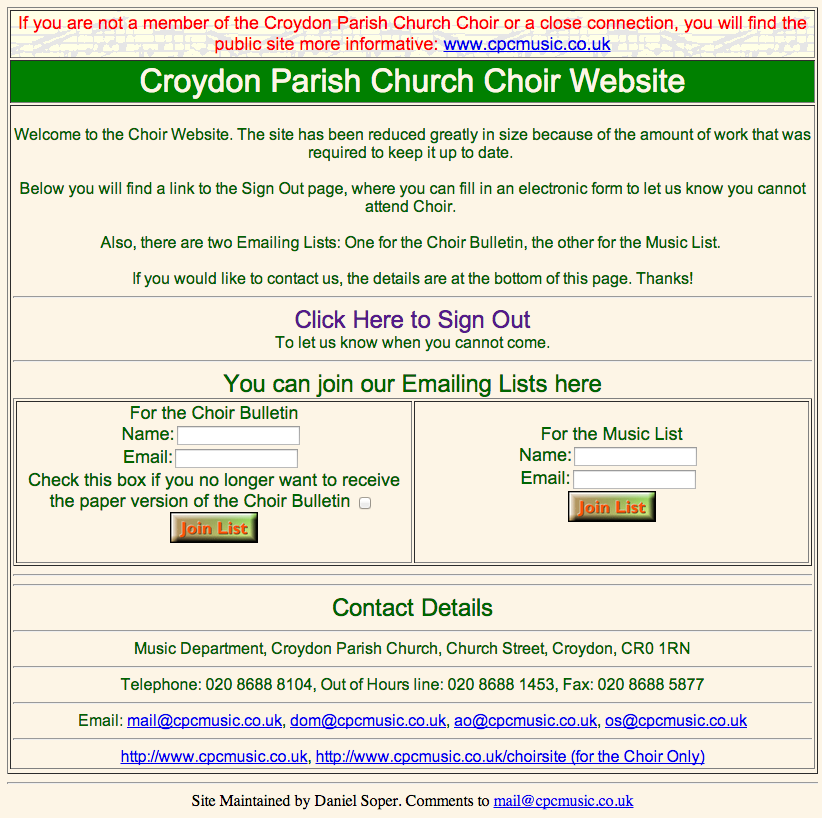 If you are not a member of the Croydon Parish Church Choir or a close connection, you will find the
public site more informative: www.cpcmusic.co.uk
Croydon Parish Church Choir Website
Welcome to the Choir Website. The site has been reduced greatly in size because of the amount of work that was
required to keep it up to date.
Below you will find a link to the Sign Out page, where you can fill in an electronic form to let us know you cannot
attend Choir.
Also, there are two Emailing Lists: One for the Choir Bulletin, the other for the Music List.
If you would like to contact us, the details are at the bottom of this page. Thanks!
Click Here to Sign Out
To let us know when you cannot come.
You can join our Emailing Lists here
For the Choir Bulletin
Name:
Email:
Check this box if you no longer want to receive
the paper version of the Choir Bulletin
Join List
For the Music List
Name:
Email:
Join List
Contact Details
Music Department, Croydon Parish Church, Church Street, Croydon, CR0 1RN
Telephone: 020 8688 8104, Out of Hours line: 020 8688 1453, Fax: 020 8688 5877
Email: mail@cpcmusic.co.uk, dom@cpcmusic.co.uk, ao@cpcmusic.co.uk, os@cpcmusic.co.uk
http://www.cpcmusic.co.uk, http://www.cpcmusic.co.uk/choirsite (for the Choir Only)
Site Maintained by Daniel Soper. Comments to mail@cpcmusic.co.uk